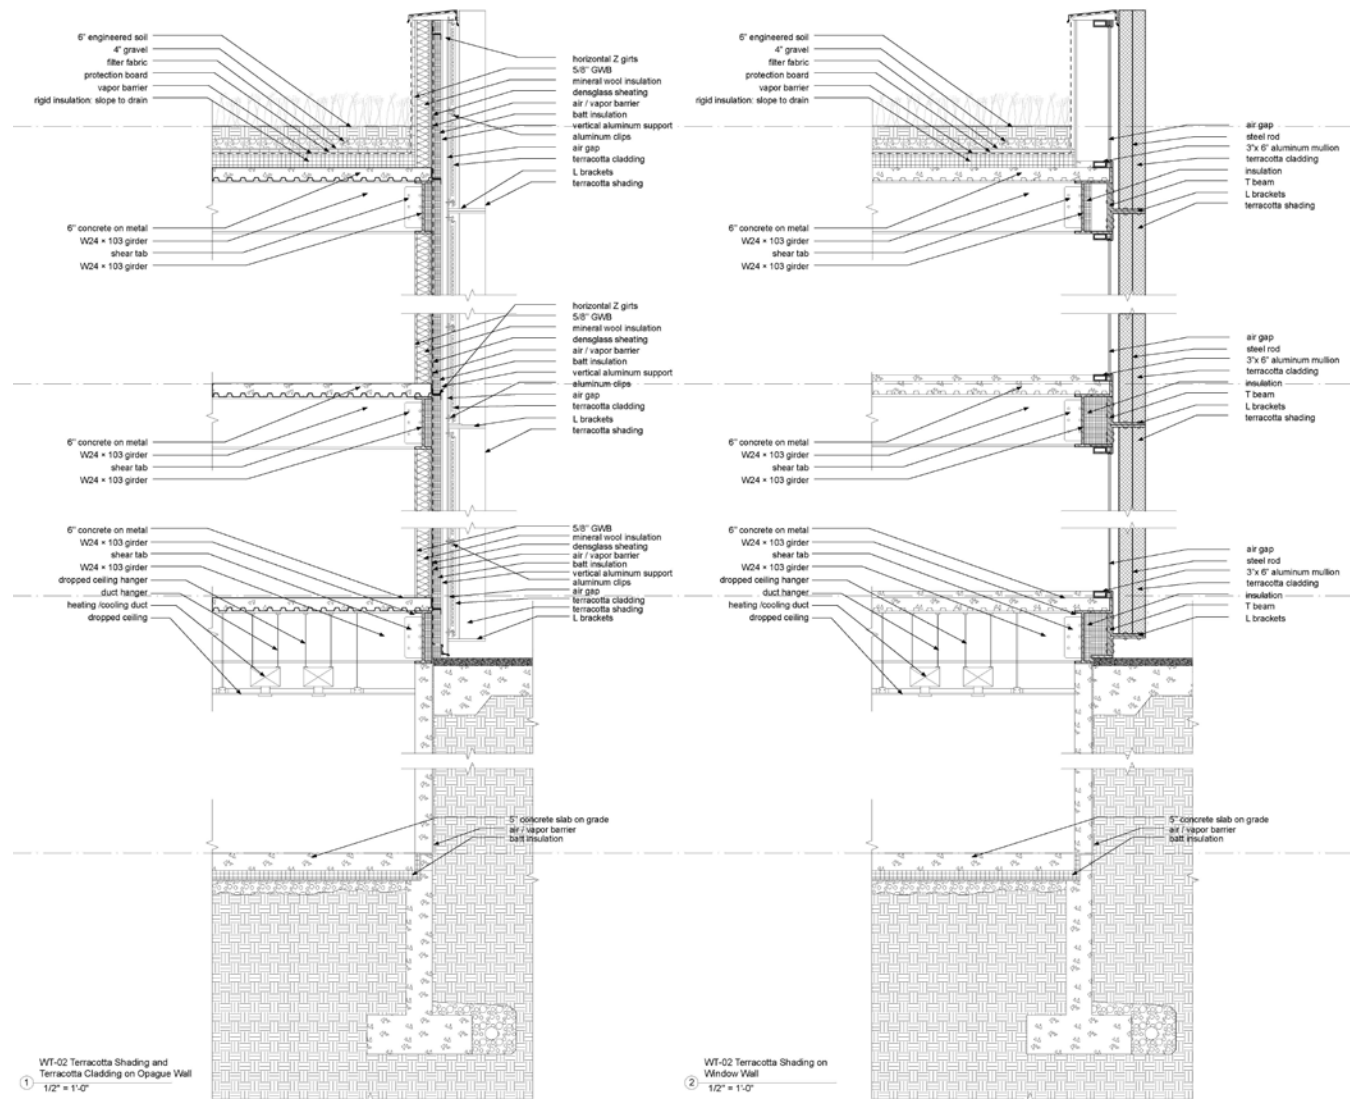 6" engineered soil
4" gravel
filter fabric
protection board
vapor barrier
rigid insulation: slope to drain
6" concrete on metal
W24 × 103 girder
shear tab
W24 × 103 girder
horizontal Z girts
5/8" GWB
mineral wool insulation
densglass sheating
air / vapor barrier
batt insulation
vertical aluminum support
aluminum clips
air gap
terracotta cladding
L brackets
terracotta shading
6" concrete on metal
W24 × 103 girder
shear tab
W24 × 103 girder
horizontal Z girts
5/8" GWB
mineral wool insulation
densglass sheating
air / vapor barrier
batt insulation
vertical aluminum support
aluminum clips
air gap
terracotta cladding
L brackets
terracotta shading
6" concrete on metal
W24 × 103 girder
shear tab
W24 × 103 girder
dropped ceiling hanger
duct hanger
heating /cooling duct
dropped ceiling
5/8" GWB
mineral wool insulation
densglass sheating
air / vapor barrier
batt insulation
vertical aluminum support
aluminum clips
air gap
terracotta cladding
terracotta shading
L brackets
5" concrete slab on grade
air / vapor barrier
batt insulation
1
WT-02 Terracotta Shading and
Terracotta Cladding on Opague Wall
1/2" = 1'-0"
6" engineered soil
4" gravel
filter fabric
protection board
vapor barrier
rigid insulation: slope to drain
6" concrete on metal
W24 × 103 girder
shear tab
W24 × 103 girder
air gap
steel rod
3"x 6" aluminum mullion
terracotta cladding
insulation
T beam
L brackets
terracotta shading
6" concrete on metal
W24 × 103 girder
shear tab
W24 × 103 girder
air gap
steel rod
3"x 6" aluminum mullion
terracotta cladding
insulation
T beam
L brackets
terracotta shading
6" concrete on metal
W24 × 103 girder
shear tab
W24 × 103 girder
dropped ceiling hanger
duct hanger
heating /cooling duct
dropped ceiling
air gap
steel rod
3"x 6" aluminum mullion
terracotta cladding
insulation
T beam
L brackets
5" concrete slab on grade
air / vapor barrier
batt insulation
2
WT-02 Terracotta Shading on
Window Wall
1/2" = 1'-0"